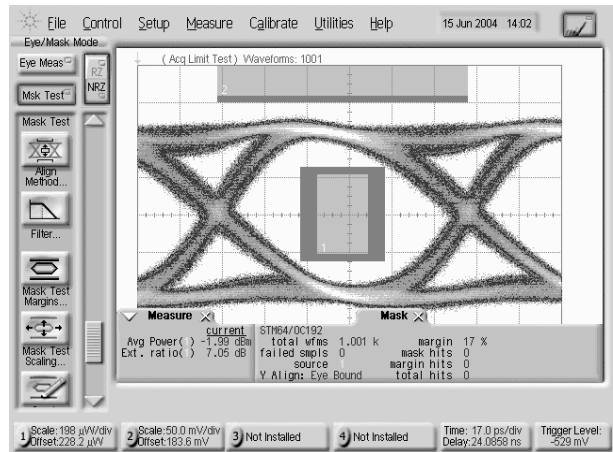 File Control Setup Measure Calibrate Utilities Help 15 Jun 2004 14:02
Eye/Mask Mode
Eye Meas
Msk Test
RZ
NRZ
Mask Test
Align
Method...
Filter...
Mask Test
Margins...
Mask Test
Scaling...
( Acq Limit Test ) Waveforms: 1001
2
1
Measure
current
Avg Power(1) -1.99 dBm
Ext. ratio(1) 7.05 dB
Mask
STM64/OC192
total wfms 1.001 k margin 17 %
failed smpls 0 mask hits 0
source 1 margin hits 0
Y Align: Eye Bound. total hits 0
1 Scale: 198 µW/div
Offset:228.2 µW
2 Scale:50.0 mV/div
Offset:183.6 mV
3 Not Installed
4 Not Installed
Time: 17.0 ps/div
Delay:24.0858 ns
Trigger Level:
-529 mV